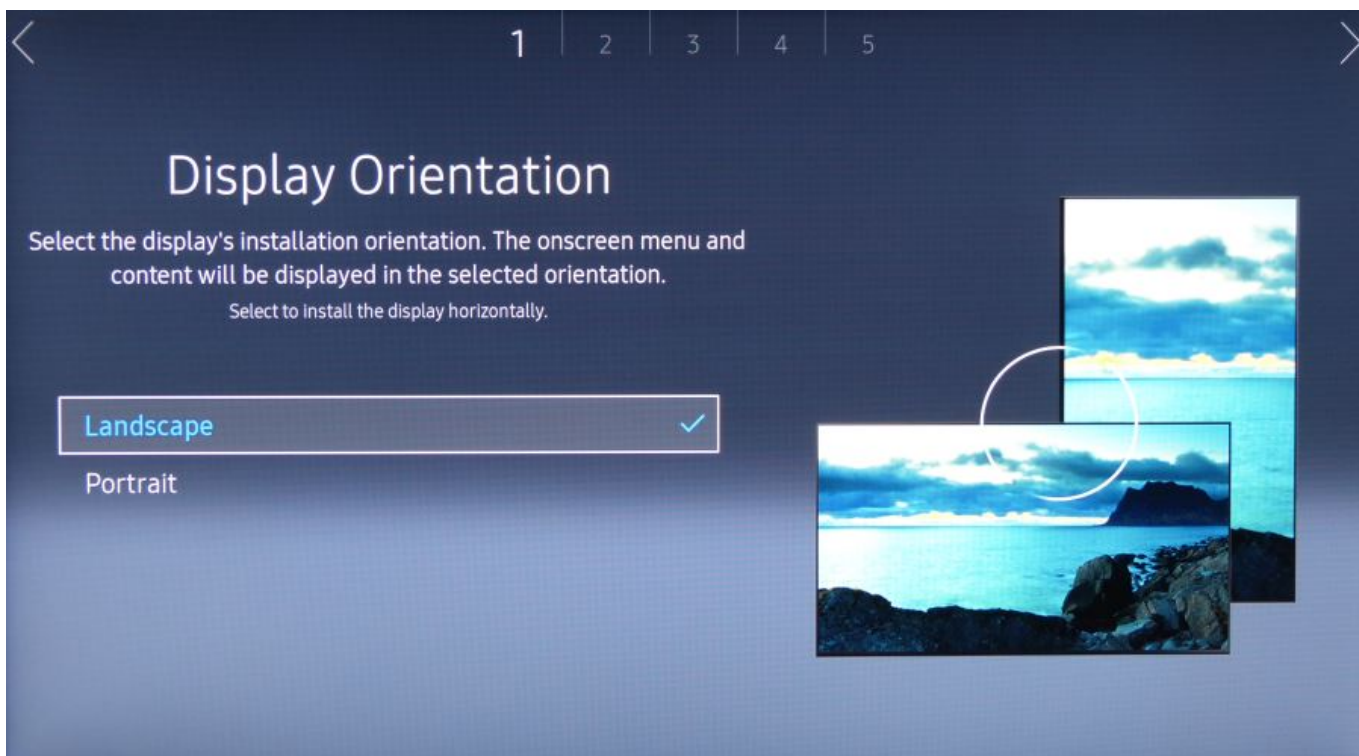 1 2 3 4 5
Display Orientation
Select the display's installation orientation. The onscreen menu and
content will be displayed in the selected orientation.
Select to install the display horizontally.
Landscape
Portrait